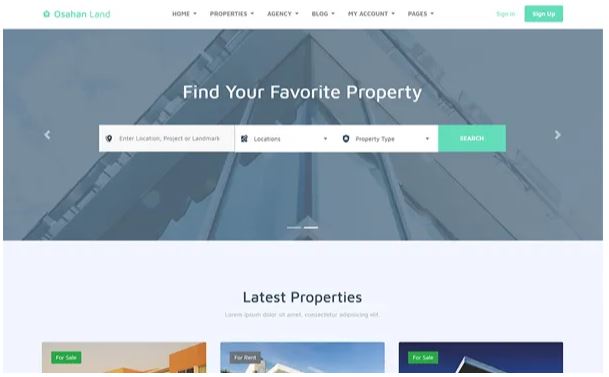 Osahan Land HOME PROPERTIES AGENCY BLOG MY ACCOUNT PAGES Sign in Sign Up
Find Your Favorite Property
Enter Location, Project or Landmark Locations Property Type SEARCH
Latest Properties
Lorem ipsum dolor sit amet, consectetur adipisicing elit.
For Sale For Rent For Sale